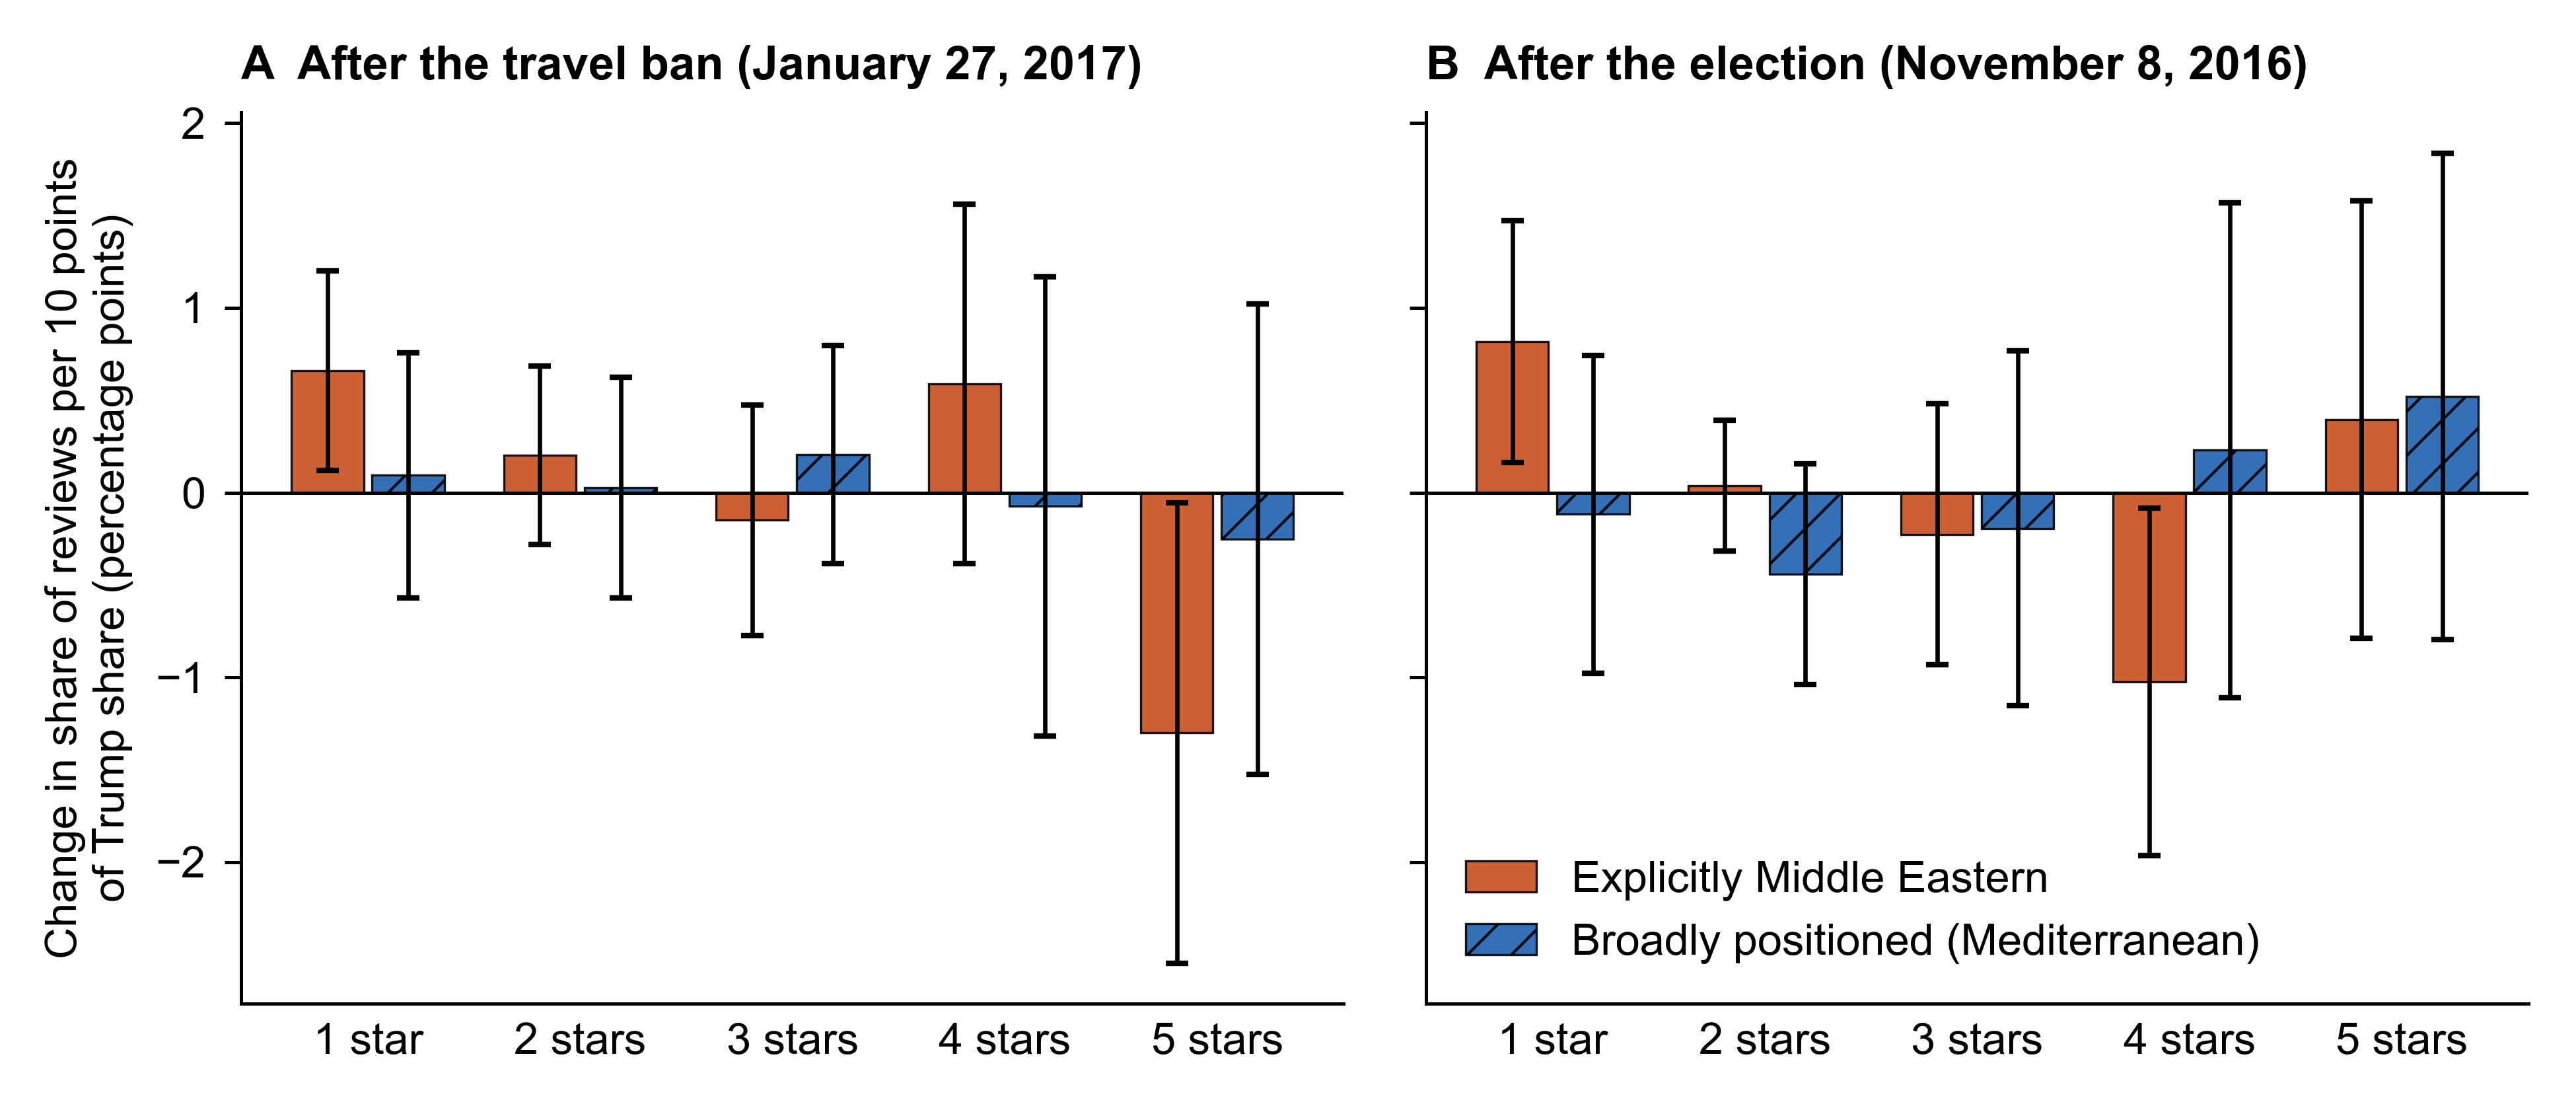 A After the travel ban (January 27, 2017)
B After the election (November 8, 2016)
Change in share of reviews per 10 points
of Trump share (percentage points)
2
1
0
−1
−2
1 star
2 stars
3 stars
4 stars
5 stars
Explicitly Middle Eastern
Broadly positioned (Mediterranean)
1 star
2 stars
3 stars
4 stars
5 stars